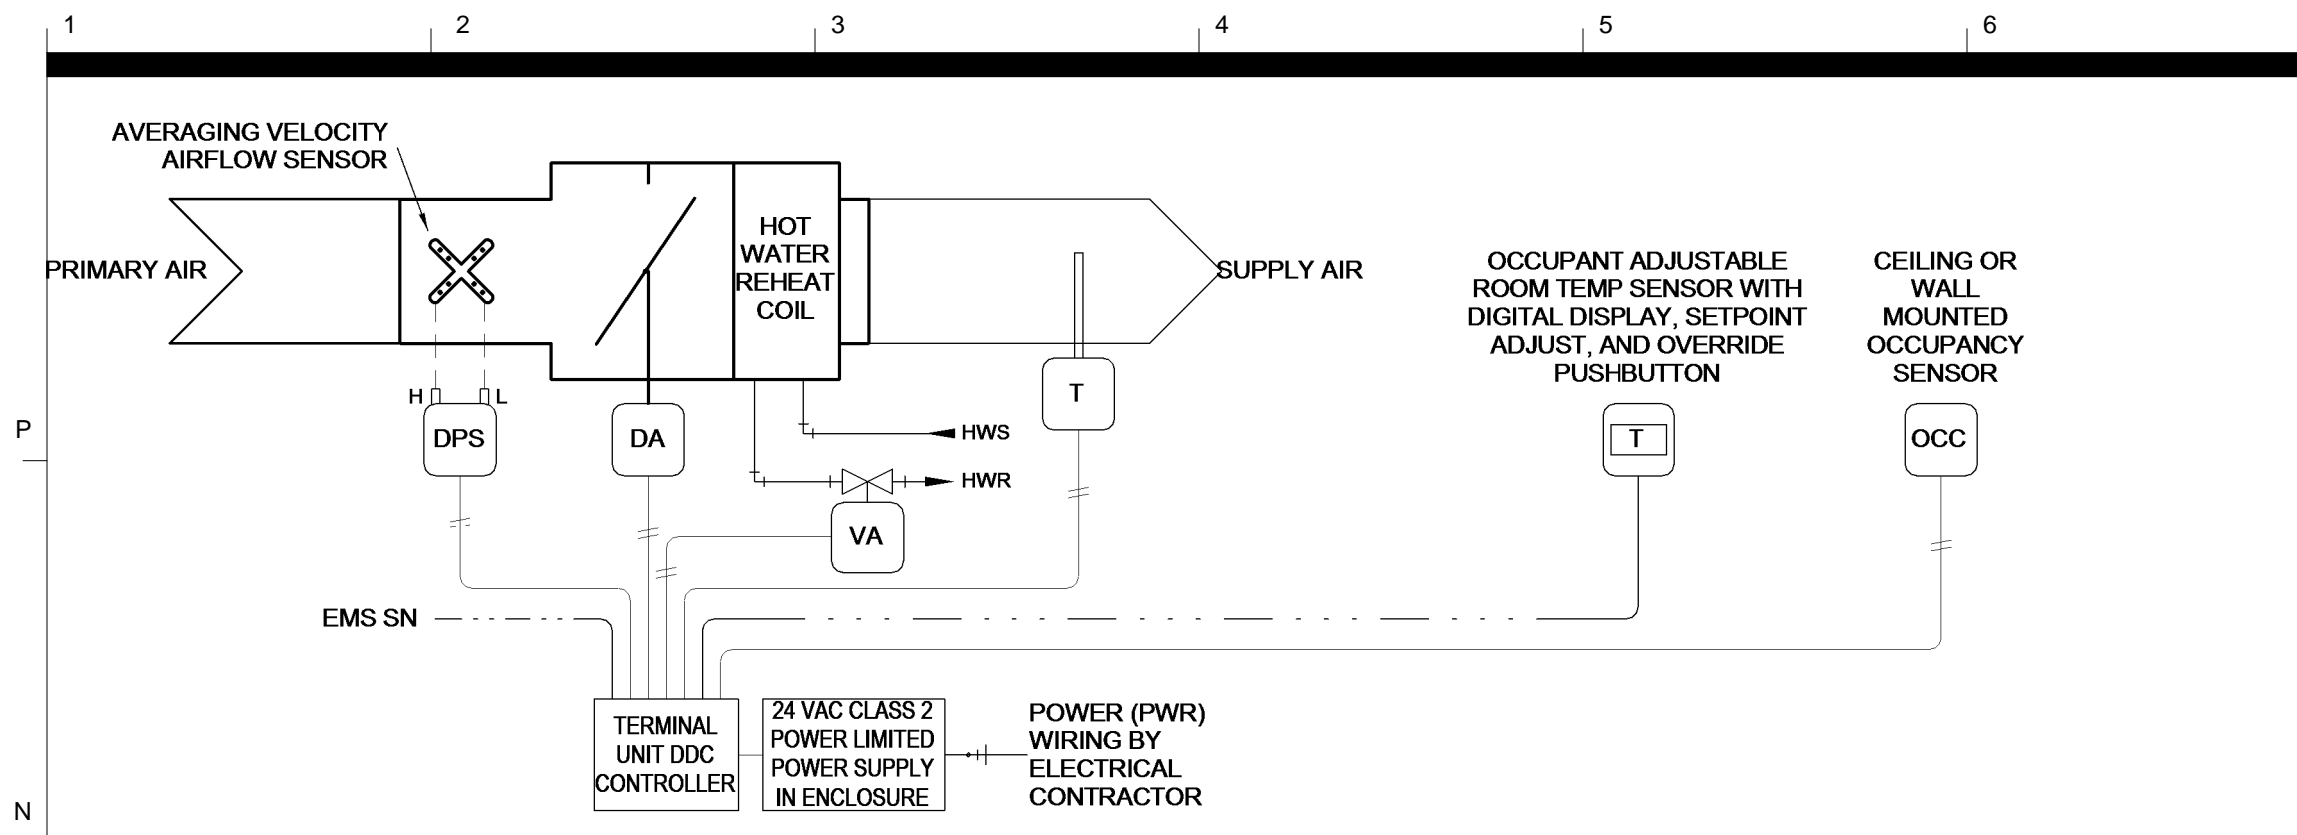 1
2
3
4
5
6
AVERAGING VELOCITY
AIRFLOW SENSOR
PRIMARY AIR
HOT
WATER
REHEAT
COIL
SUPPLY AIR
OCCUPANT ADJUSTABLE
ROOM TEMP SENSOR WITH
DIGITAL DISPLAY, SETPOINT
ADJUST, AND OVERRIDE
PUSHBUTTON
CEILING OR
WALL
MOUNTED
OCCUPANCY
SENSOR
H
L
T
P
DPS
DA
HWS
T
OCC
HWR
VA
EMS SN
TERMINAL
UNIT DDC
CONTROLLER
24 VAC CLASS 2
POWER LIMITED
POWER SUPPLY
IN ENCLOSURE
POWER (PWR)
WIRING BY
ELECTRICAL
CONTRACTOR
N